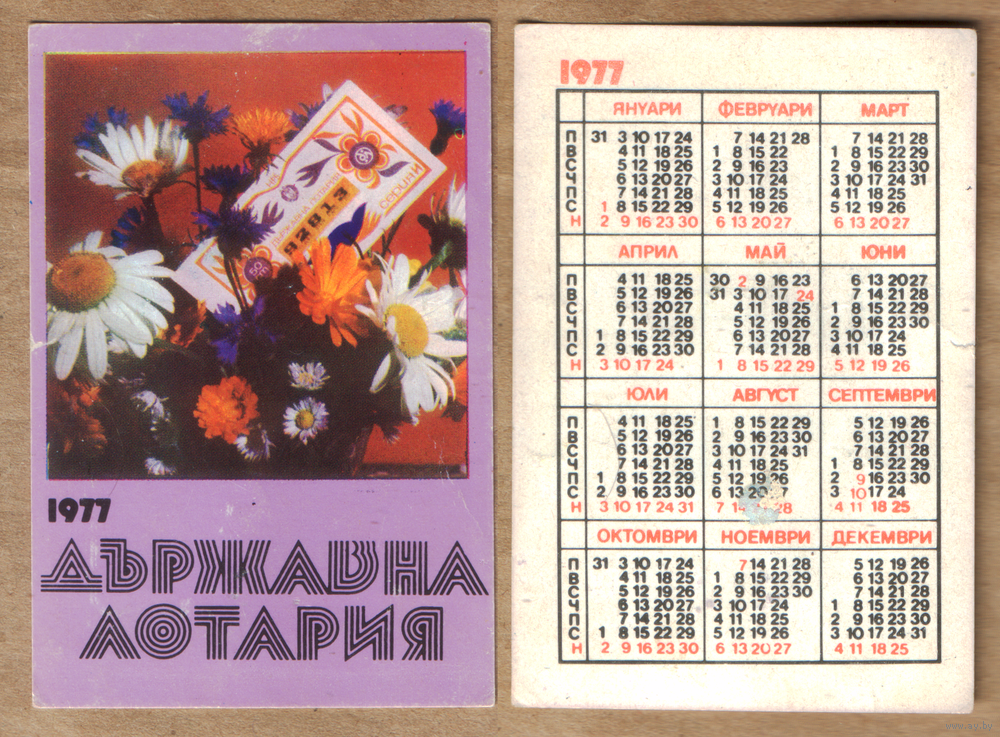 СЕРИЯ И
ДЪРЖАВНА ЛОТАРИЯ
92813
50
1977
ДЪРЖАВНА
ЛОТАРИЯ
1977
ЯНУАРИ ФЕВРУАРИ МАРТ
П 31 3 10 17 24 7 14 21 28 7 14 21 28
В 4 11 18 25 1 8 15 22 1 8 15 22 29
С 5 12 19 26 2 9 16 23 2 9 16 23 30
Ч 6 13 20 27 3 10 17 24 3 10 17 24 31
П 7 14 21 28 4 11 18 25 4 11 18 25
С 1 8 15 22 29 5 12 19 26 5 12 19 26
Н 2 9 16 23 30 6 13 20 27 6 13 20 27
АПРИЛ МАЙ ЮНИ
П 4 11 18 25 30 2 9 16 23 6 13 20 27
В 5 12 19 26 31 3 10 17 24 7 14 21 28
С 6 13 20 27 4 11 18 25 1 8 15 22 29
Ч 7 14 21 28 5 12 19 26 2 9 16 23 30
П 1 8 15 22 29 6 13 20 27 3 10 17 24
С 2 9 16 23 30 7 14 21 28 4 11 18 25
Н 3 10 17 24 1 8 15 22 29 5 12 19 26
ЮЛИ АВГУСТ СЕПТЕМВРИ
П 4 11 18 25 1 8 15 22 29 5 12 19 26
В 5 12 19 26 2 9 16 23 30 6 13 20 27
С 6 13 20 27 3 10 17 24 31 7 14 21 28
Ч 7 14 21 28 4 11 18 25 1 8 15 22 29
П 1 8 15 22 29 5 12 19 26 2 9 16 23 30
С 2 9 16 23 30 6 13 20 27 3 10 17 24
Н 3 10 17 24 31 7 14 28 4 11 18 25
ОКТОМВРИ НОЕМВРИ ДЕКЕМВРИ
П 31 3 10 17 24 7 14 21 28 5 12 19 26
В 4 11 18 25 1 8 15 22 29 6 13 20 27
С 5 12 19 26 2 9 16 23 30 7 14 21 28
Ч 6 13 20 27 3 10 17 24 1 8 15 22 29
П 7 14 21 28 4 11 18 25 2 9 16 23 30
С 1 8 15 22 29 5 12 19 26 3 10 17 24 31
Н 2 9 16 23 30 6 13 20 27 4 11 18 25